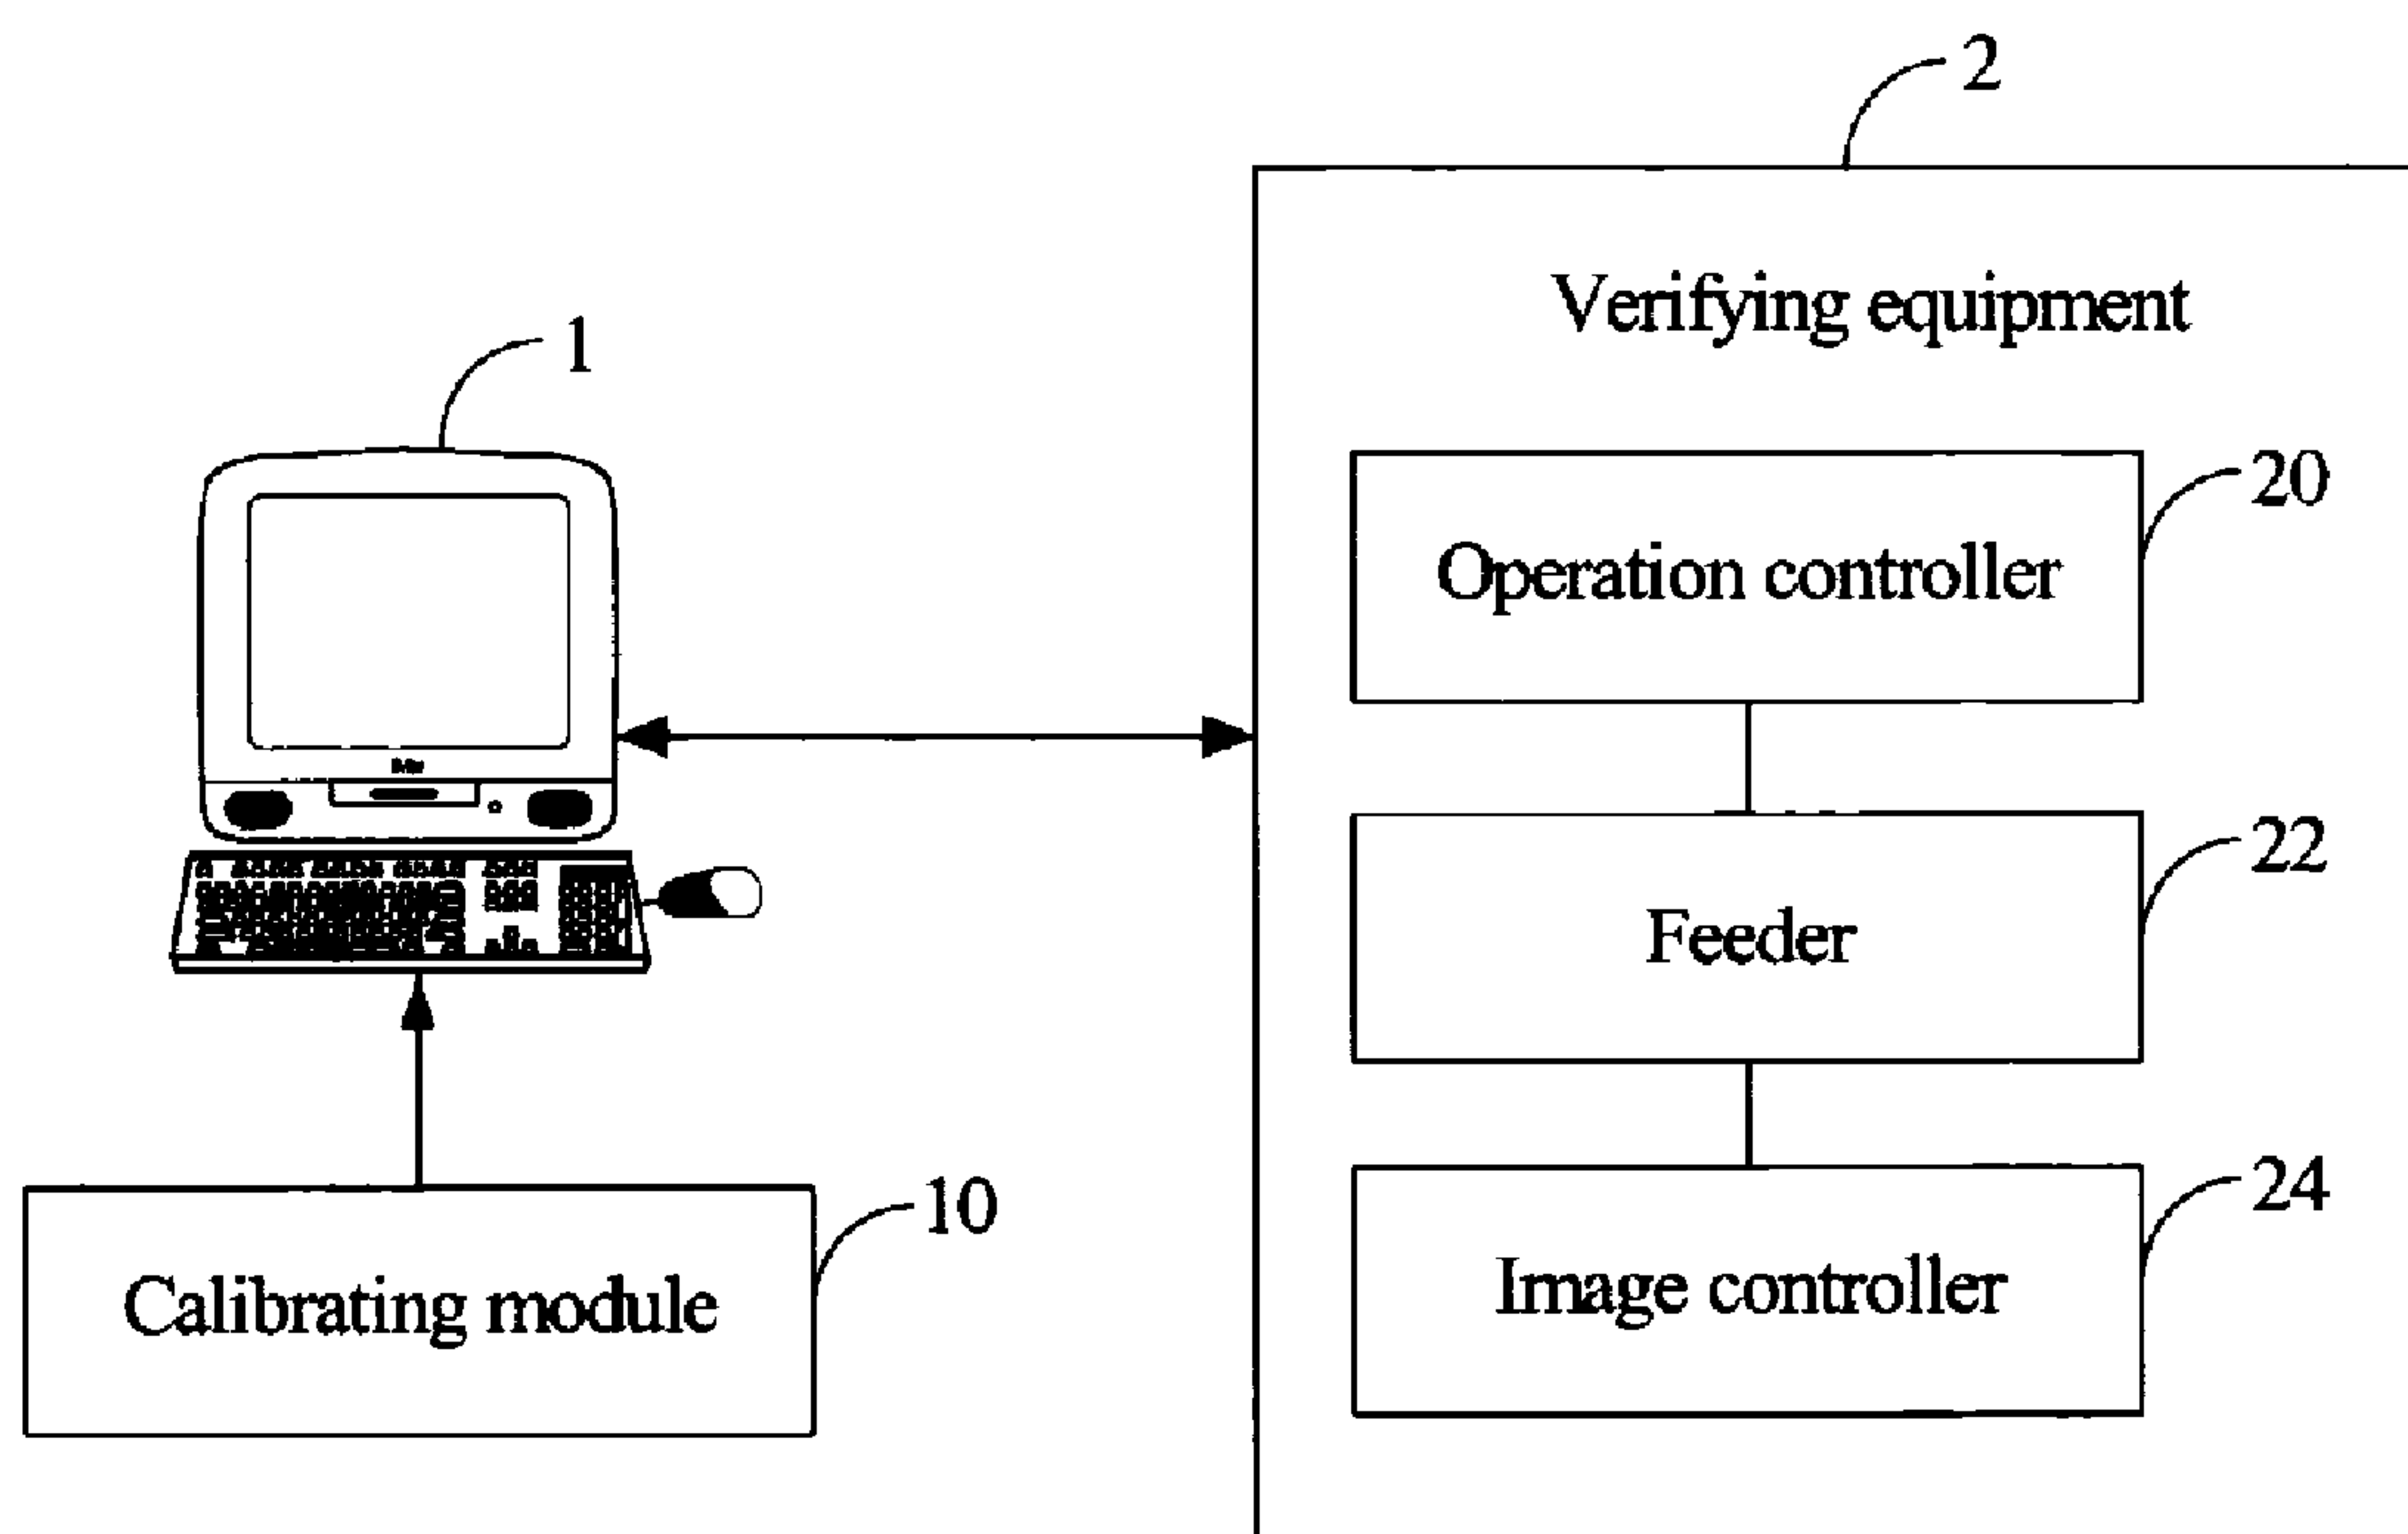 2
Verifying equipment
1
20
Operation controller
22
Feeder
24
Image controller
10
Calibrating module